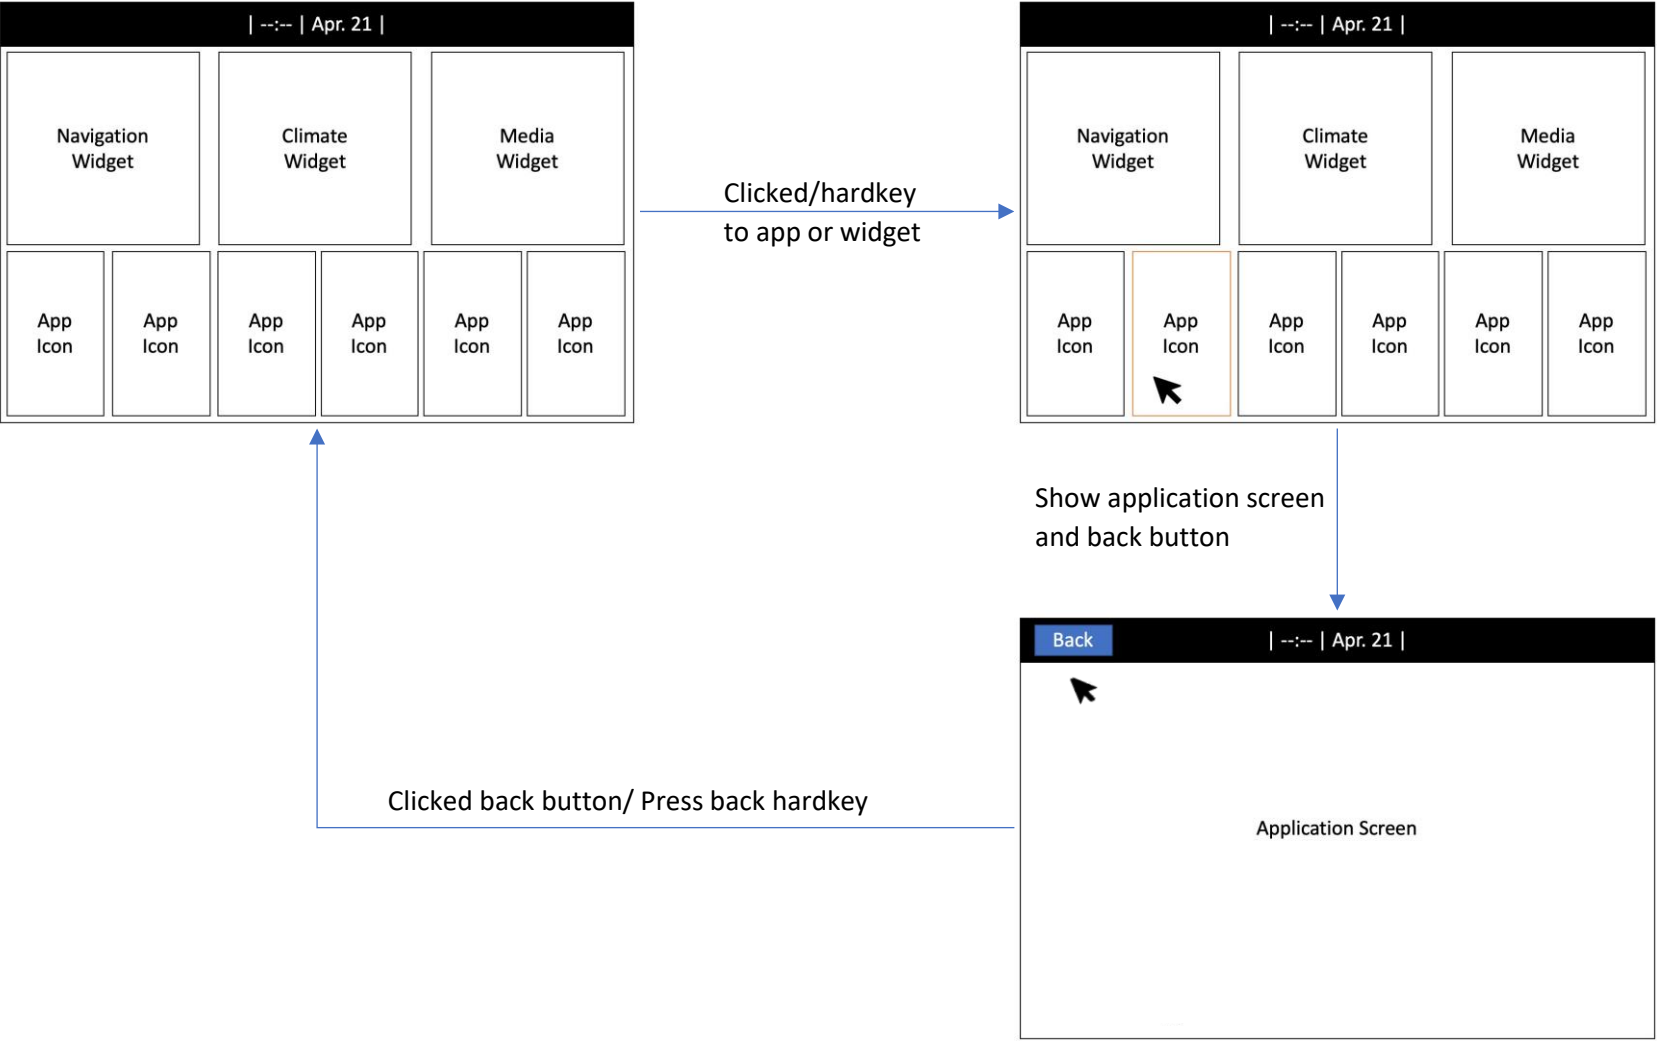 | --:-- | Apr. 21 |
Navigation
Widget
Climate
Widget
Media
Widget
App
Icon
App
Icon
App
Icon
App
Icon
App
Icon
App
Icon
Clicked/hardkey
to app or widget
| --:-- | Apr. 21 |
Navigation
Widget
Climate
Widget
Media
Widget
App
Icon
App
Icon
App
Icon
App
Icon
App
Icon
App
Icon
Show application screen
and back button
Back
| --:-- | Apr. 21 |
Application Screen
Clicked back button/ Press back hardkey